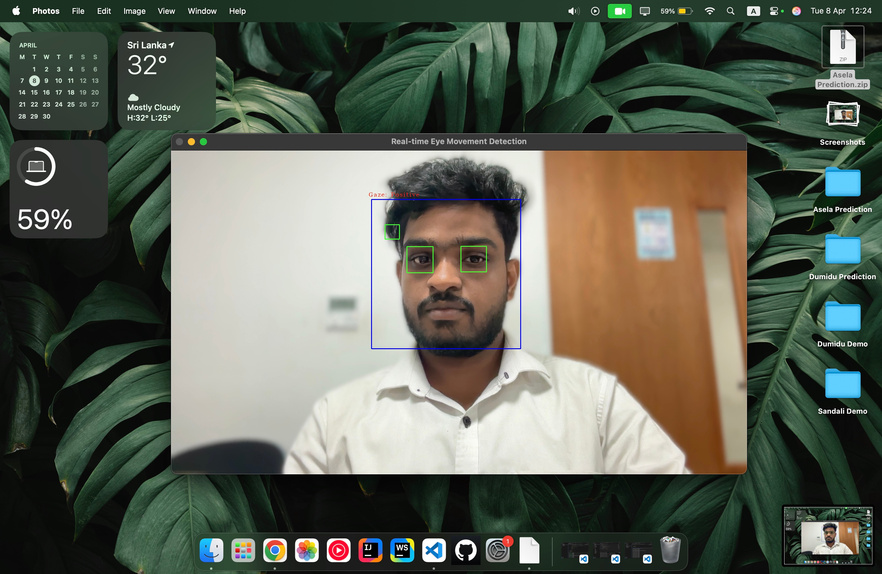 Photos File Edit Image View Window Help
59% A Tue 8 Apr 12:24
APRIL
M T W T F S S
1 2 3 4 5 6
7 8 9 10 11 12 13
14 15 16 17 18 19 20
21 22 23 24 25 26 27
28 29 30
Sri Lanka
32°
Mostly Cloudy
H:32° L:25°
59%
Real-time Eye Movement Detection
Gaze:
ZIP
Asela
Prediction.zip
Screenshots
Asela Prediction
Dumidu Prediction
Dumidu Demo
Sandali Demo
IJ
WS
1